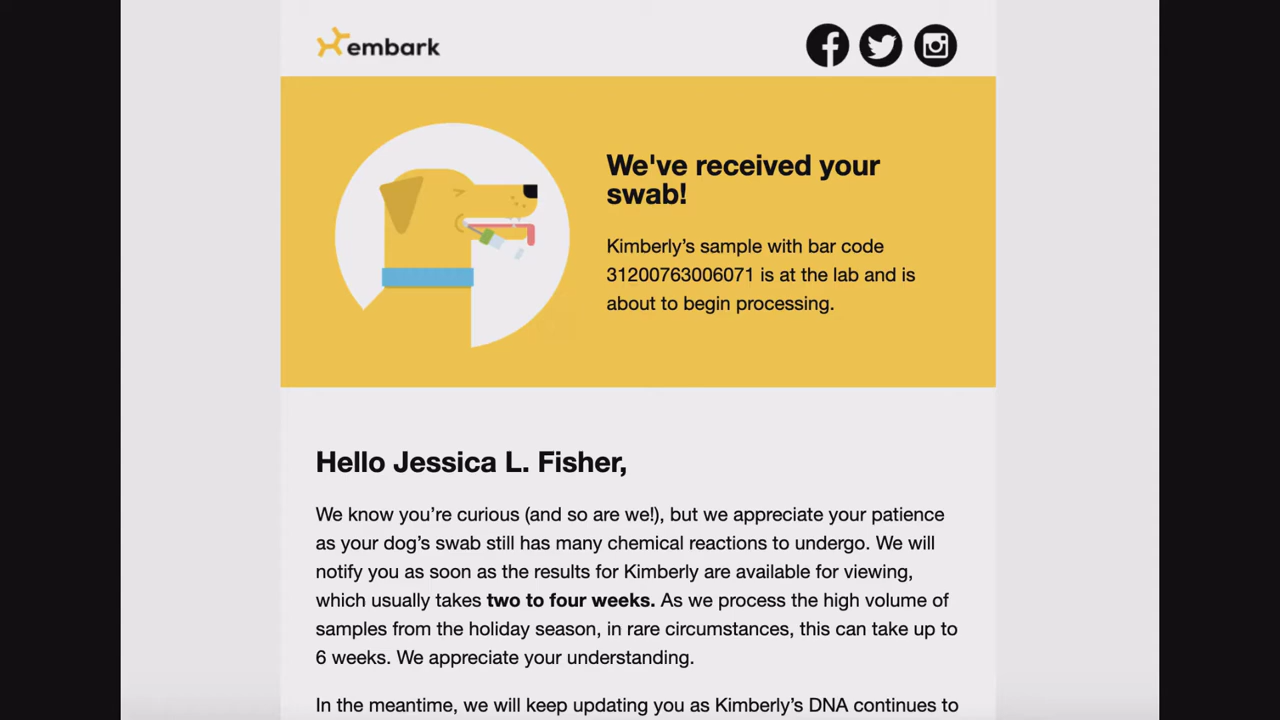 embark
We've received your
swab!
Kimberly’s sample with bar code
31200763006071 is at the lab and is
about to begin processing.
Hello Jessica L. Fisher,
We know you’re curious (and so are we!), but we appreciate your patience
as your dog’s swab still has many chemical reactions to undergo. We will
notify you as soon as the results for Kimberly are available for viewing,
which usually takes two to four weeks. As we process the high volume of
samples from the holiday season, in rare circumstances, this can take up to
6 weeks. We appreciate your understanding.
In the meantime, we will keep updating you as Kimberly’s DNA continues to